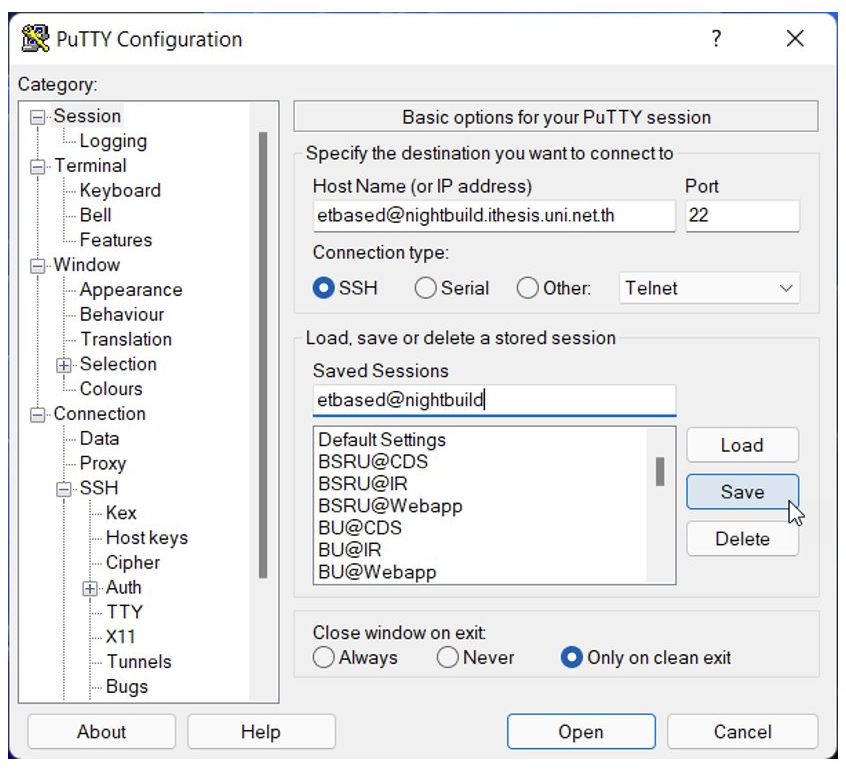 PuTTY Configuration
?
Category:
Session
Logging
Terminal
Keyboard
Bell
Features
Window
Appearance
Behaviour
Translation
Selection
Colours
Connection
Data
Proxy
SSH
Kex
Host keys
Cipher
Auth
TTY
X11
Tunnels
Bugs
Basic options for your PuTTY session
Specify the destination you want to connect to
Host Name (or IP address) Port
etbased@nightbuild.ithesis.uni.net.th 22
Connection type:
SSH Serial Other: Telnet
Load, save or delete a stored session
Saved Sessions
etbased@nightbuild
Default Settings
BSRU@CDS
BSRU@IR
BSRU@Webapp
BU@CDS
BU@IR
BU@Webapp
Load
Save
Delete
Close window on exit:
Always Never Only on clean exit
About Help Open Cancel